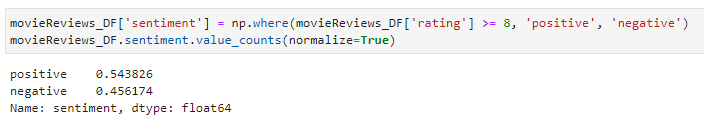 movieReviews_DF['sentiment'] = np.where(movieReviews_DF['rating'] >= 8, 'positive', 'negative')
movieReviews_DF.sentiment.value_counts(normalize=True)
positive    0.543826
negative    0.456174
Name: sentiment, dtype: float64